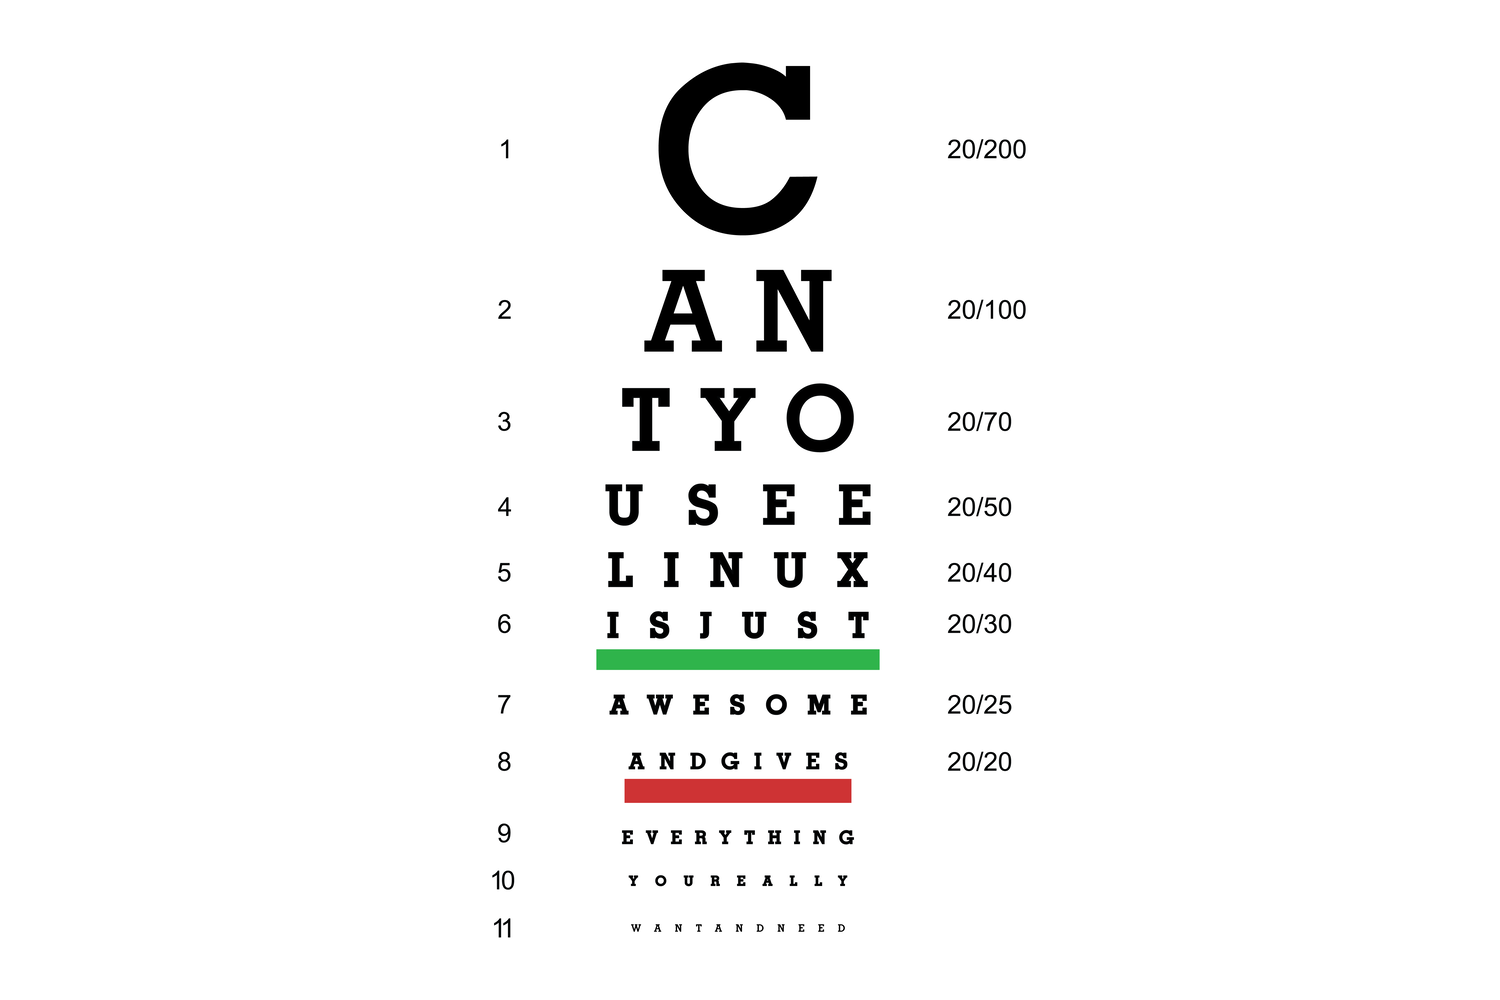 1 C 20/200
2 A N 20/100
3 T Y O 20/70
4 U S E E 20/50
5 L I N U X 20/40
6 I S J U S T 20/30
7 A W E S O M E 20/25
8 A N D G I V E S 20/20
9 E V E R Y T H I N G
10 Y O U R E A L L Y
11 W A N T A N D N E E D